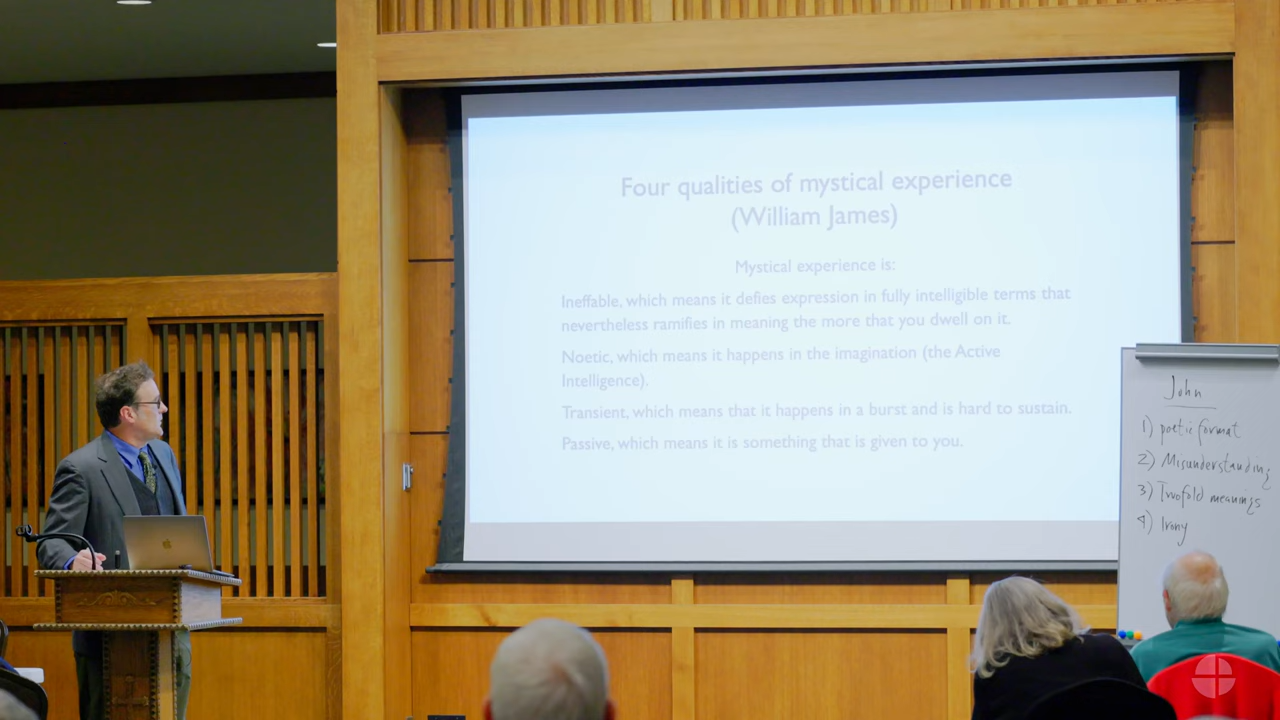 Four qualities of mystical experience
(William James)
Mystical experience is:
Ineffable, which means it defies expression in fully intelligible terms that
nevertheless ramifies in meaning the more that you dwell on it.
Noetic, which means it happens in the imagination (the Active
Intelligence).
Transient, which means that it happens in a burst and is hard to sustain.
Passive, which means it is something that is given to you.
John
1) poetic format
2) Misunderstanding
3) Twofold meanings
4) Irony